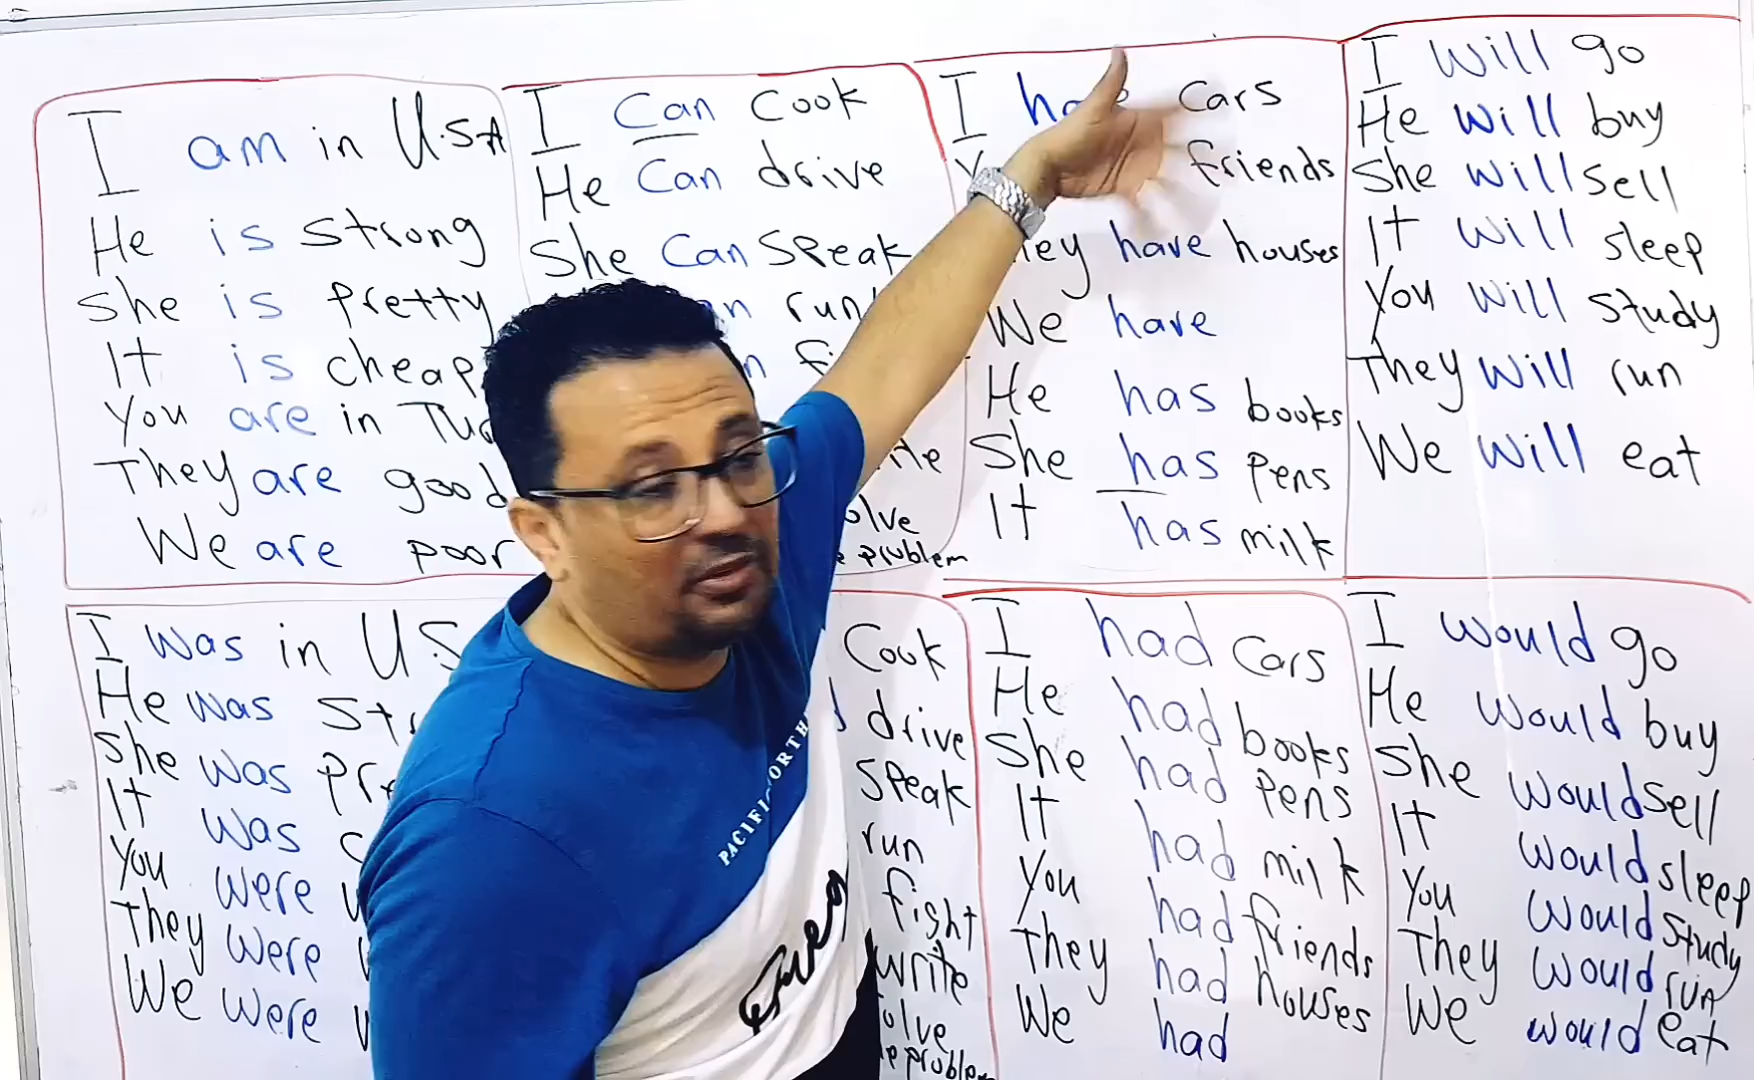 I am in U.S.A
He is strong
She is pretty
It is cheap
You are in
They are good
We are poor
I Can Cook
He Can drive
She Can Speak
run
problem
I Cars
friends
have houses
We have
He has books
She has pens
It has milk
I will go
He will buy
She will sell
It will sleep
You will study
They will run
We will eat
I was in U.S
He was
She was
It was
You were
They were
We were
Cook
drive
Speak
run
fight
write
I had Cars
He had books
She had pens
It had milk
You had friends
They had houses
We had
I would go
He would buy
She would sell
It would sleep
You would study
They would run
We would eat
PACIFIC NORTH